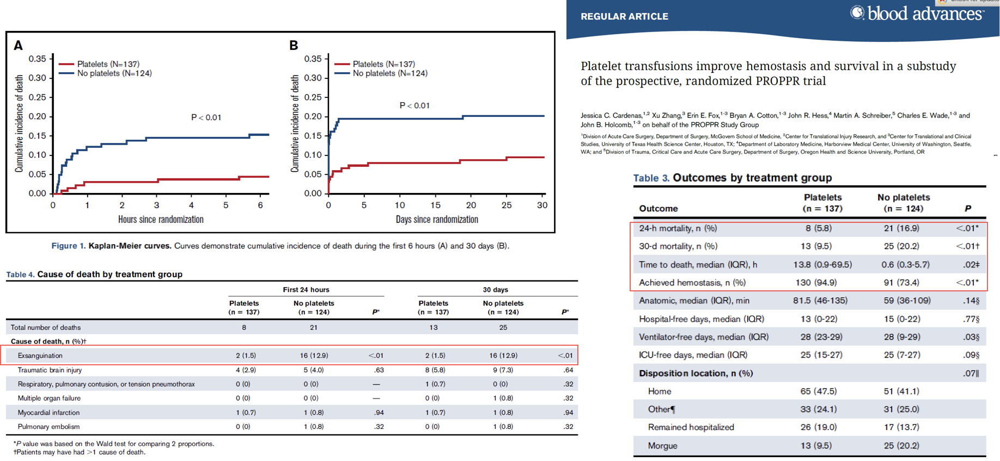 A
0.35
0.30
0.25
0.20
0.15
0.10
0.05
0.00
Cumulative incidence of death
Platelets (N=137)
No platelets (N=124)
P < 0.01
0 1 2 3 4 5 6
Hours since randomization
B
0.35
0.30
0.25
0.20
0.15
0.10
0.05
0.00
Cumulative incidence of death
Platelets (N=137)
No platelets (N=124)
P < 0.01
0 5 10 15 20 25 30
Days since randomization
Figure 1. Kaplan-Meier curves. Curves demonstrate cumulative incidence of death during the first 6 hours (A) and 30 days (B).
Table 4. Cause of death by treatment group
First 24 hours 30 days
Platelets (n = 137) No platelets (n = 124) P* Platelets (n = 137) No platelets (n = 124) P*
Total number of deaths 8 21 13 25
Cause of death, n (%)†
Exsanguination 2 (1.5) 16 (12.9) <.01 2 (1.5) 16 (12.9) <.01
Traumatic brain injury 4 (2.9) 5 (4.0) .63 8 (5.8) 9 (7.3) .64
Respiratory, pulmonary contusion, or tension pneumothorax 0 (0) 0 (0) — 1 (0.7) 0 (0) .32
Multiple organ failure 0 (0) 0 (0) — 0 (0) 1 (0.8) .32
Myocardial infarction 1 (0.7) 1 (0.8) .94 1 (0.7) 1 (0.8) .94
Pulmonary embolism 0 (0) 1 (0.8) .32 0 (0) 1 (0.8) .32
*P value was based on the Wald test for comparing 2 proportions.
†Patients may have had >1 cause of death.
REGULAR ARTICLE
blood advances
Platelet transfusions improve hemostasis and survival in a substudy
of the prospective, randomized PROPPR trial
Jessica C. Cardenas,1,2 Xu Zhang,3 Erin E. Fox,1-3 Bryan A. Cotton,1-3 John R. Hess,4 Martin A. Schreiber,5 Charles E. Wade,1-3 and
John B. Holcomb,1-3 on behalf of the PROPPR Study Group
1Division of Acute Care Surgery, Department of Surgery, McGovern School of Medicine, 2Center for Translational Injury Research, and 3Center for Translational and Clinical
Studies, University of Texas Health Science Center, Houston, TX; 4Department of Laboratory Medicine, Harborview Medical Center, University of Washington, Seattle,
WA; and 5Division of Trauma, Critical Care and Acute Care Surgery, Department of Surgery, Oregon Health and Science University, Portland, OR
Table 3. Outcomes by treatment group
Outcome Platelets (n = 137) No platelets (n = 124) P
24-h mortality, n (%) 8 (5.8) 21 (16.9) <.01*
30-d mortality, n (%) 13 (9.5) 25 (20.2) <.01†
Time to death, median (IQR), h 13.8 (0.9-69.5) 0.6 (0.3-5.7) .02‡
Achieved hemostasis, n (%) 130 (94.9) 91 (73.4) <.01*
Anatomic, median (IQR), min 81.5 (46-135) 59 (36-109) .14§
Hospital-free days, median (IQR) 13 (0-22) 15 (0-22) .77§
Ventilator-free days, median (IQR) 28 (23-29) 28 (9-29) .03§
ICU-free days, median (IQR) 25 (15-27) 25 (7-27) .09§
Disposition location, n (%) .07‖
Home 65 (47.5) 51 (41.1)
Other¶ 33 (24.1) 31 (25.0)
Remained hospitalized 26 (19.0) 17 (13.7)
Morgue 13 (9.5) 25 (20.2)